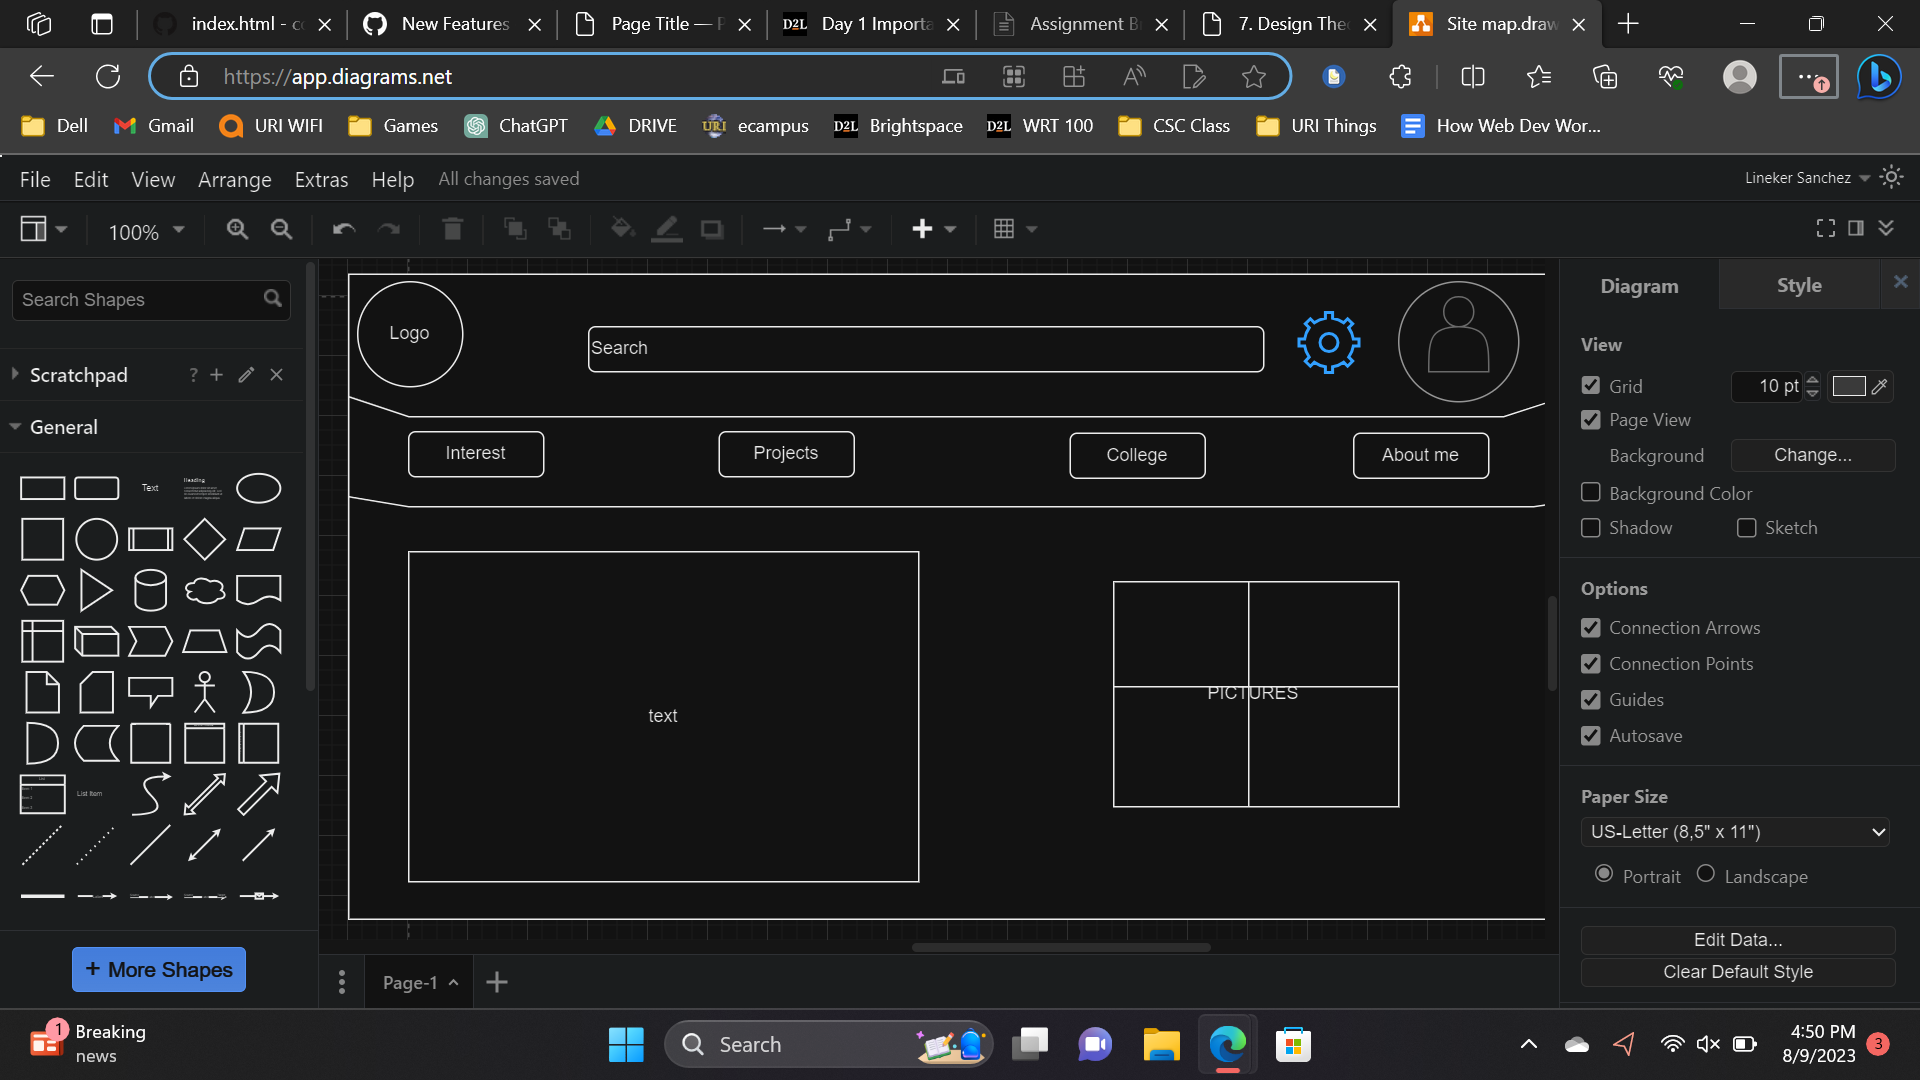 index.html - co
New Features
Page Title — P
D2L Day 1 Importa
Assignment B
7. Design The
Site map.draw
https://app.diagrams.net
Dell
Gmail
URI WIFI
Games
ChatGPT
DRIVE
URI ecampus
D2L Brightspace
D2L WRT 100
CSC Class
URI Things
How Web Dev Wor...
File Edit View Arrange Extras Help All changes saved
Lineker Sanchez
100%
Search Shapes
Scratchpad
?
General
Text
Heading
List Item
+ More Shapes
Logo
Search
Interest
Projects
College
About me
text
PICTURES
Page-1
Diagram
Style
View
Grid
10 pt
Page View
Background
Change...
Background Color
Shadow
Sketch
Options
Connection Arrows
Connection Points
Guides
Autosave
Paper Size
US-Letter (8,5" x 11")
Portrait
Landscape
Edit Data...
Clear Default Style
1
Breaking
news
Search
4:50 PM
8/9/2023
3